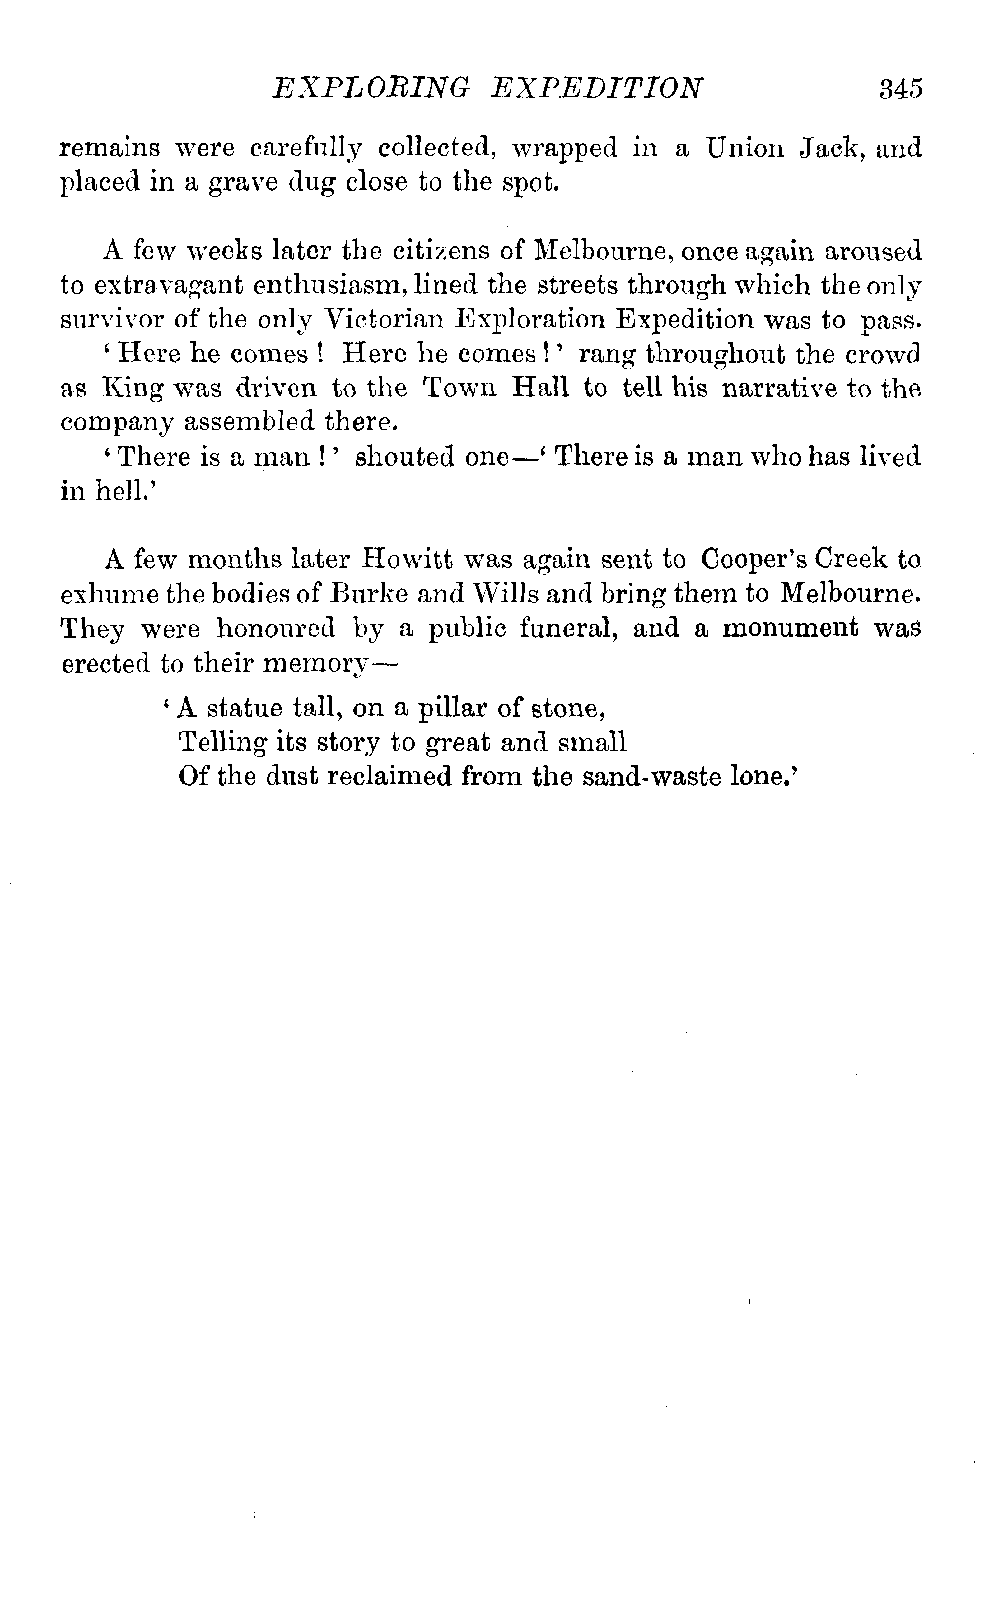 EXPLORING EXPEDITION 345
remains were carefully collected, wrapped in a Union Jack, and
placed in a grave dug close to the spot.
A few weeks later the citizens of Melbourne, once again aroused
to extravagant enthusiasm, lined the streets through which the only
survivor of the only Victorian Exploration Expedition was to pass.
‘Here he comes! Here he comes!’ rang throughout the crowd
as King was driven to the Town Hall to tell his narrative to the
company assembled there.
‘There is a man!’ shouted one—‘There is a man who has lived
in hell.’
A few months later Howitt was again sent to Cooper’s Creek to
exhume the bodies of Burke and Wills and bring them to Melbourne.
They were honoured by a public funeral, and a monument was
erected to their memory—
‘A statue tall, on a pillar of stone,
Telling its story to great and small
Of the dust reclaimed from the sand-waste lone.’